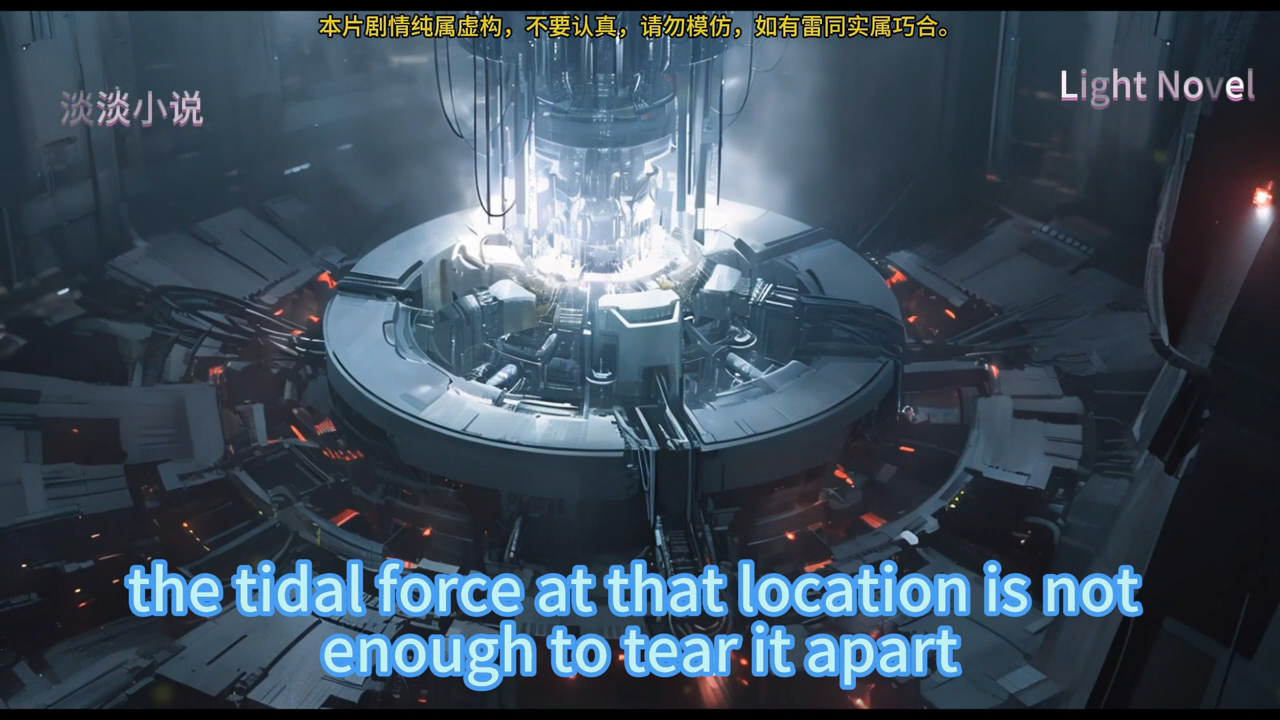 本片剧情纯属虚构，不要认真，请勿模仿，如有雷同实属巧合。
淡淡小说
Light Novel
the tidal force at that location is not
enough to tear it apart